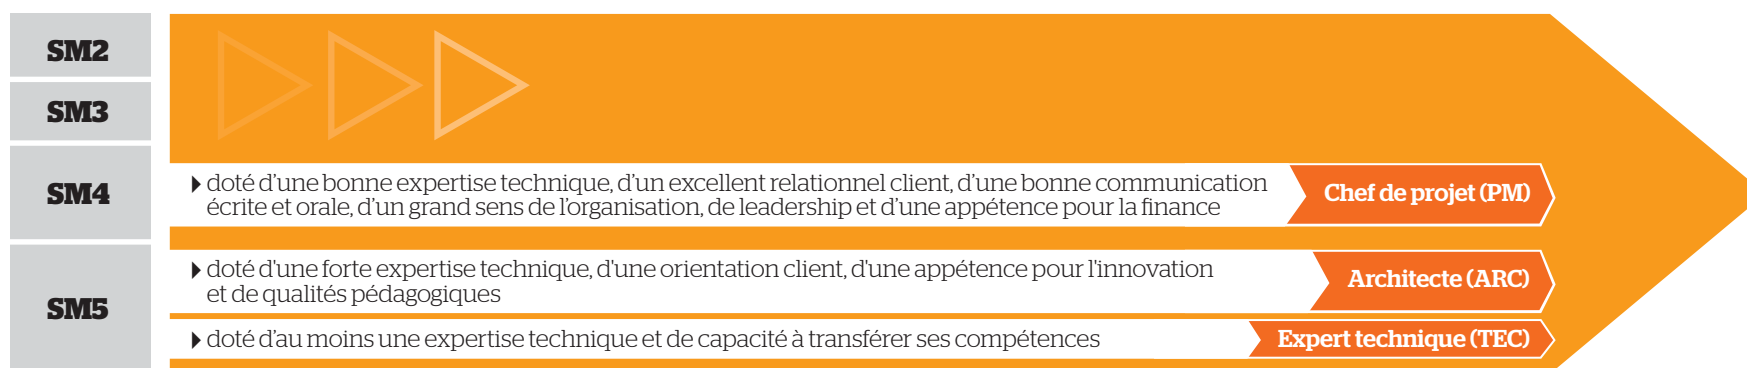 SM2
SM3
SM4
doté d’une bonne expertise technique, d’un excellent relationnel client, d’une bonne communication
écrite et orale, d’un grand sens de l’organisation, de leadership et d’une appétence pour la finance
Chef de projet (PM)
SM5
doté d'une forte expertise technique, d'une orientation client, d'une appétence pour l'innovation
et de qualités pédagogiques
Architecte (ARC)
doté d’au moins une expertise technique et de capacité à transférer ses compétences
Expert technique (TEC)